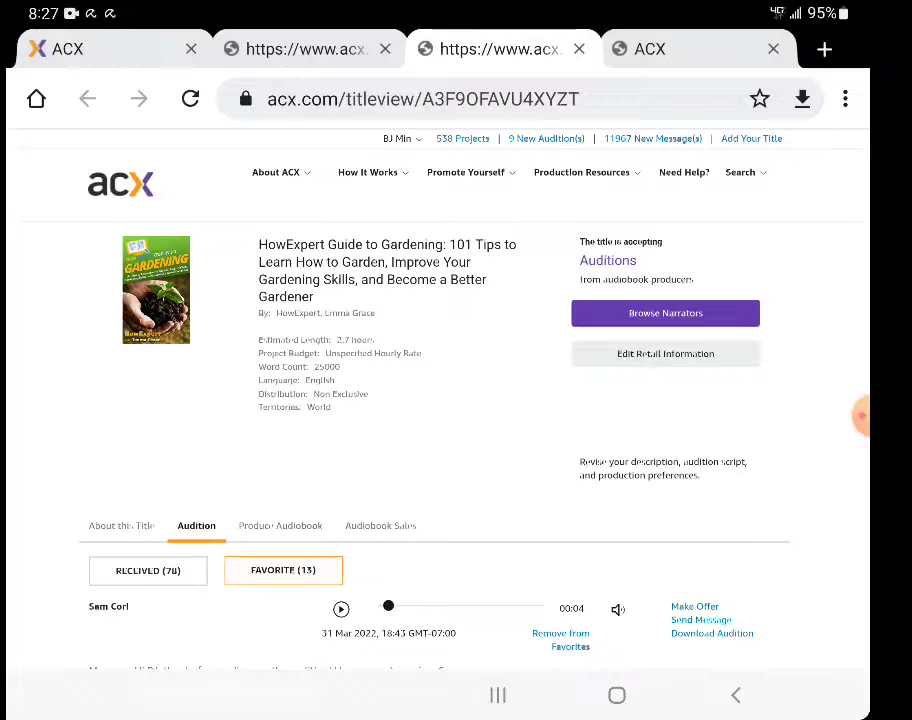 8:27 95%
ACX https://www.acx. https://www.acx. ACX
acx.com/titleview/A3F9OFAVU4XYZT
BJ Min 538 Projects | 9 New Audition(s) | 11967 New Message(s) | Add Your Title
acx
About ACX How It Works Promote Yourself Production Resources Need Help? Search
HowExpert Guide to Gardening: 101 Tips to
Learn How to Garden, Improve Your
Gardening Skills, and Become a Better
Gardener
By: HowExpert, Emma Grace
Estimated Length: 2.7 hours
Project Budget: Unspecified Hourly Rate
Word Count: 25000
Language: English
Distribution: Non Exclusive
Territories: World
GARDENING
HowExpert
The title is accepting
Auditions
from audiobook producers
Browse Narrators
Edit Retail Information
Revise your description, audition script,
and production preferences.
About this Title Audition Produce Audiobook Audiobook Sales
RECEIVED (78) FAVORITE (13)
Sam Corl
00:04
31 Mar 2022, 18:43 GMT-07:00
Remove from
Favorites
Make Offer
Send Message
Download Audition